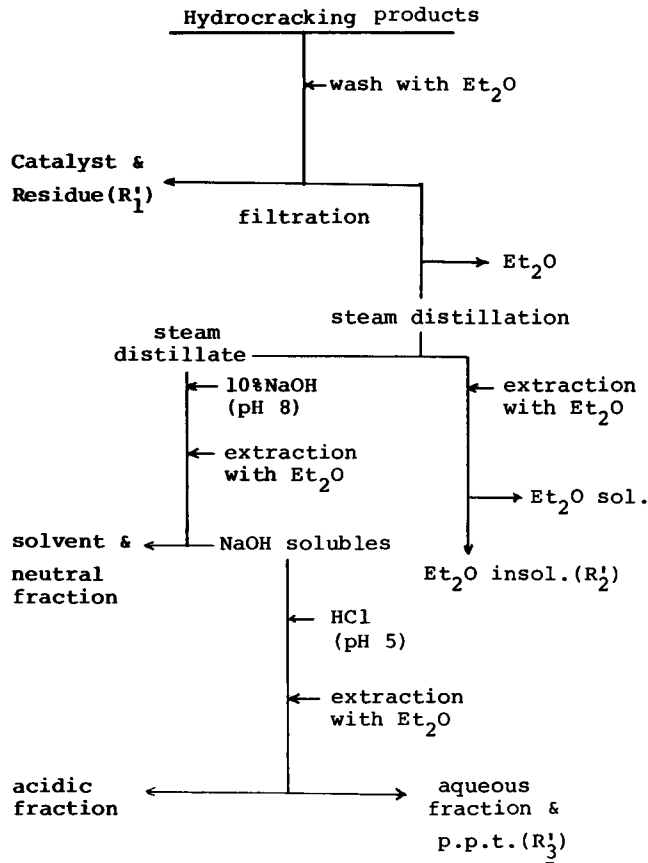 Hydrocracking products
wash with Et₂O
Catalyst &
Residue(R'₁)
filtration
Et₂O
steam distillation
steam
distillate
10%NaOH
(pH 8)
extraction
with Et₂O
extraction
with Et₂O
Et₂O sol.
solvent &
neutral
fraction
NaOH solubles
Et₂O insol.(R'₂)
HCl
(pH 5)
extraction
with Et₂O
acidic
fraction
aqueous
fraction &
p.p.t.(R'₃)